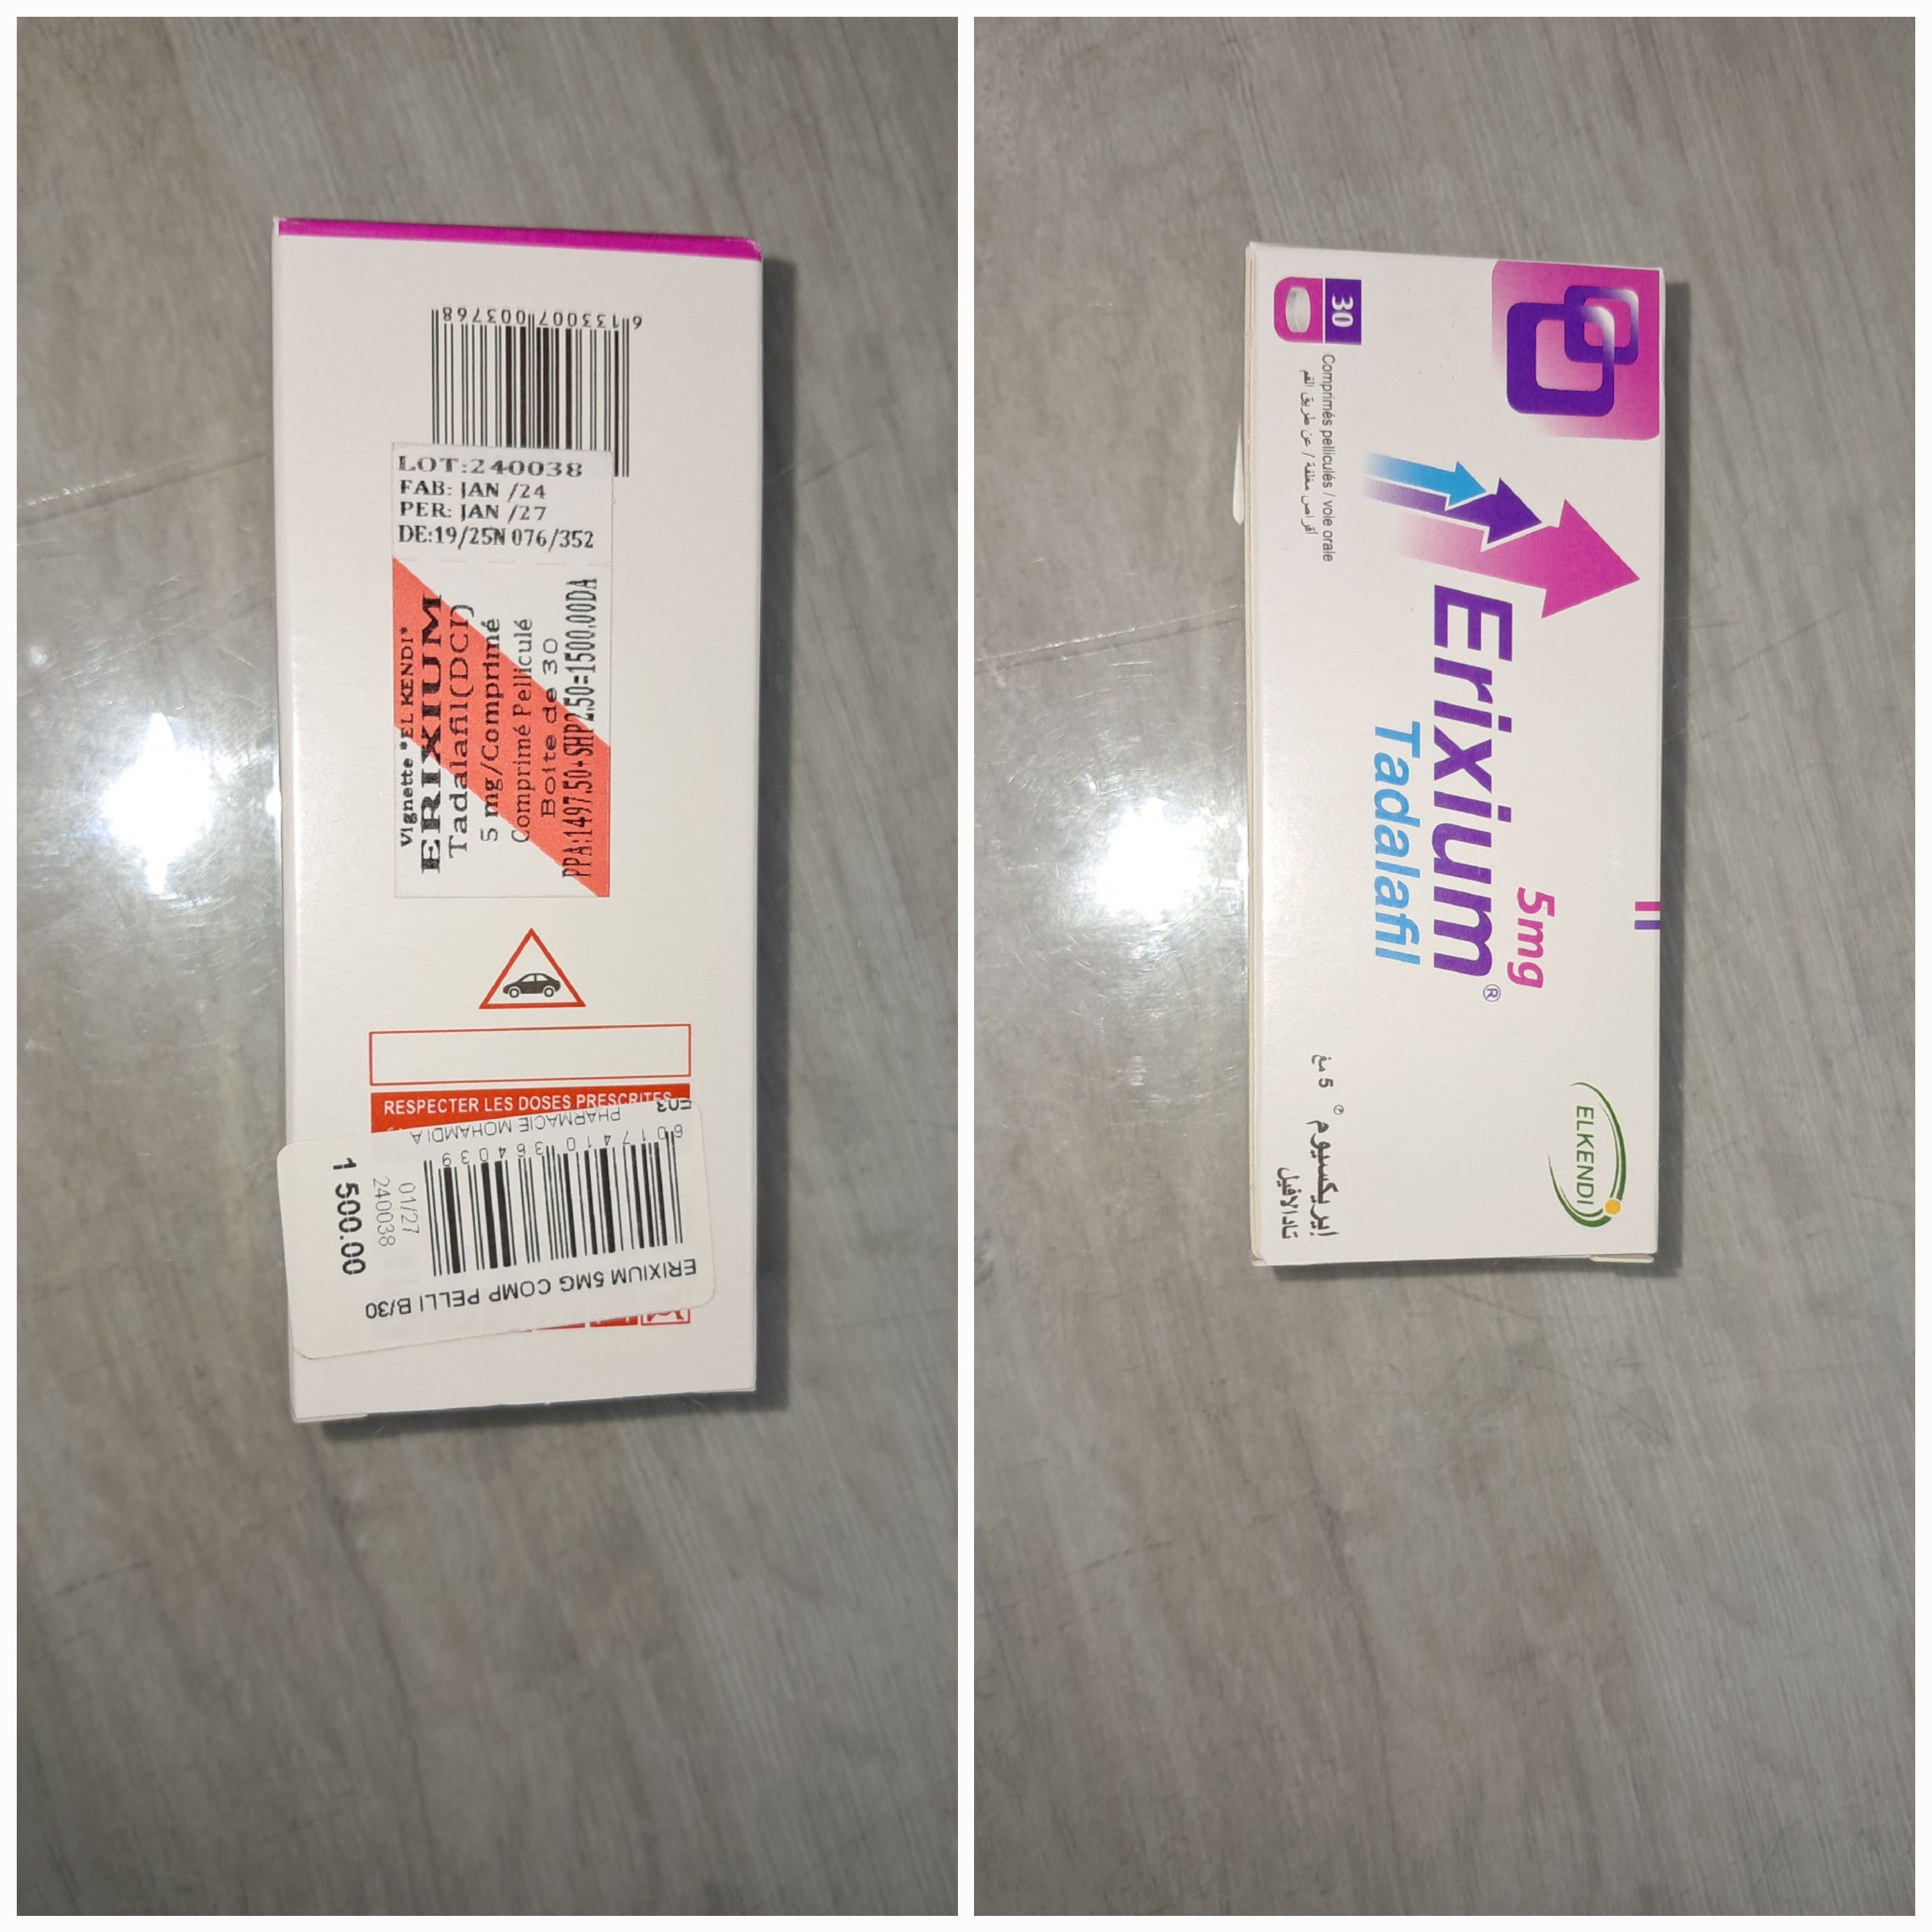 6133007003768
LOT:240038
FAB: JAN /24
PER: JAN /27
DE:19/25N 076/352
Vignette "EL KENDI"
ERIXIUM
Tadalafil(DCI)
5 mg/Comprimé
Comprimé Pelliculé
Boite de 30
PPA:1497,50+SHP2,50=1500,00DA
RESPECTER LES DOSES PRESCRITES
ERIXIUM 5MG COMP PELLI B/30
6017410364039
PHARMACIE MOHAMDIA
E03
01/27
240038
1 500.00
30
Comprimés pelliculés / voie orale
أقراص مغلفة / عن طريق الفم
Erixium®
5mg
Tadalafil
إيريكسيوم® 5 مغ
تادالافيل
ELKENDI